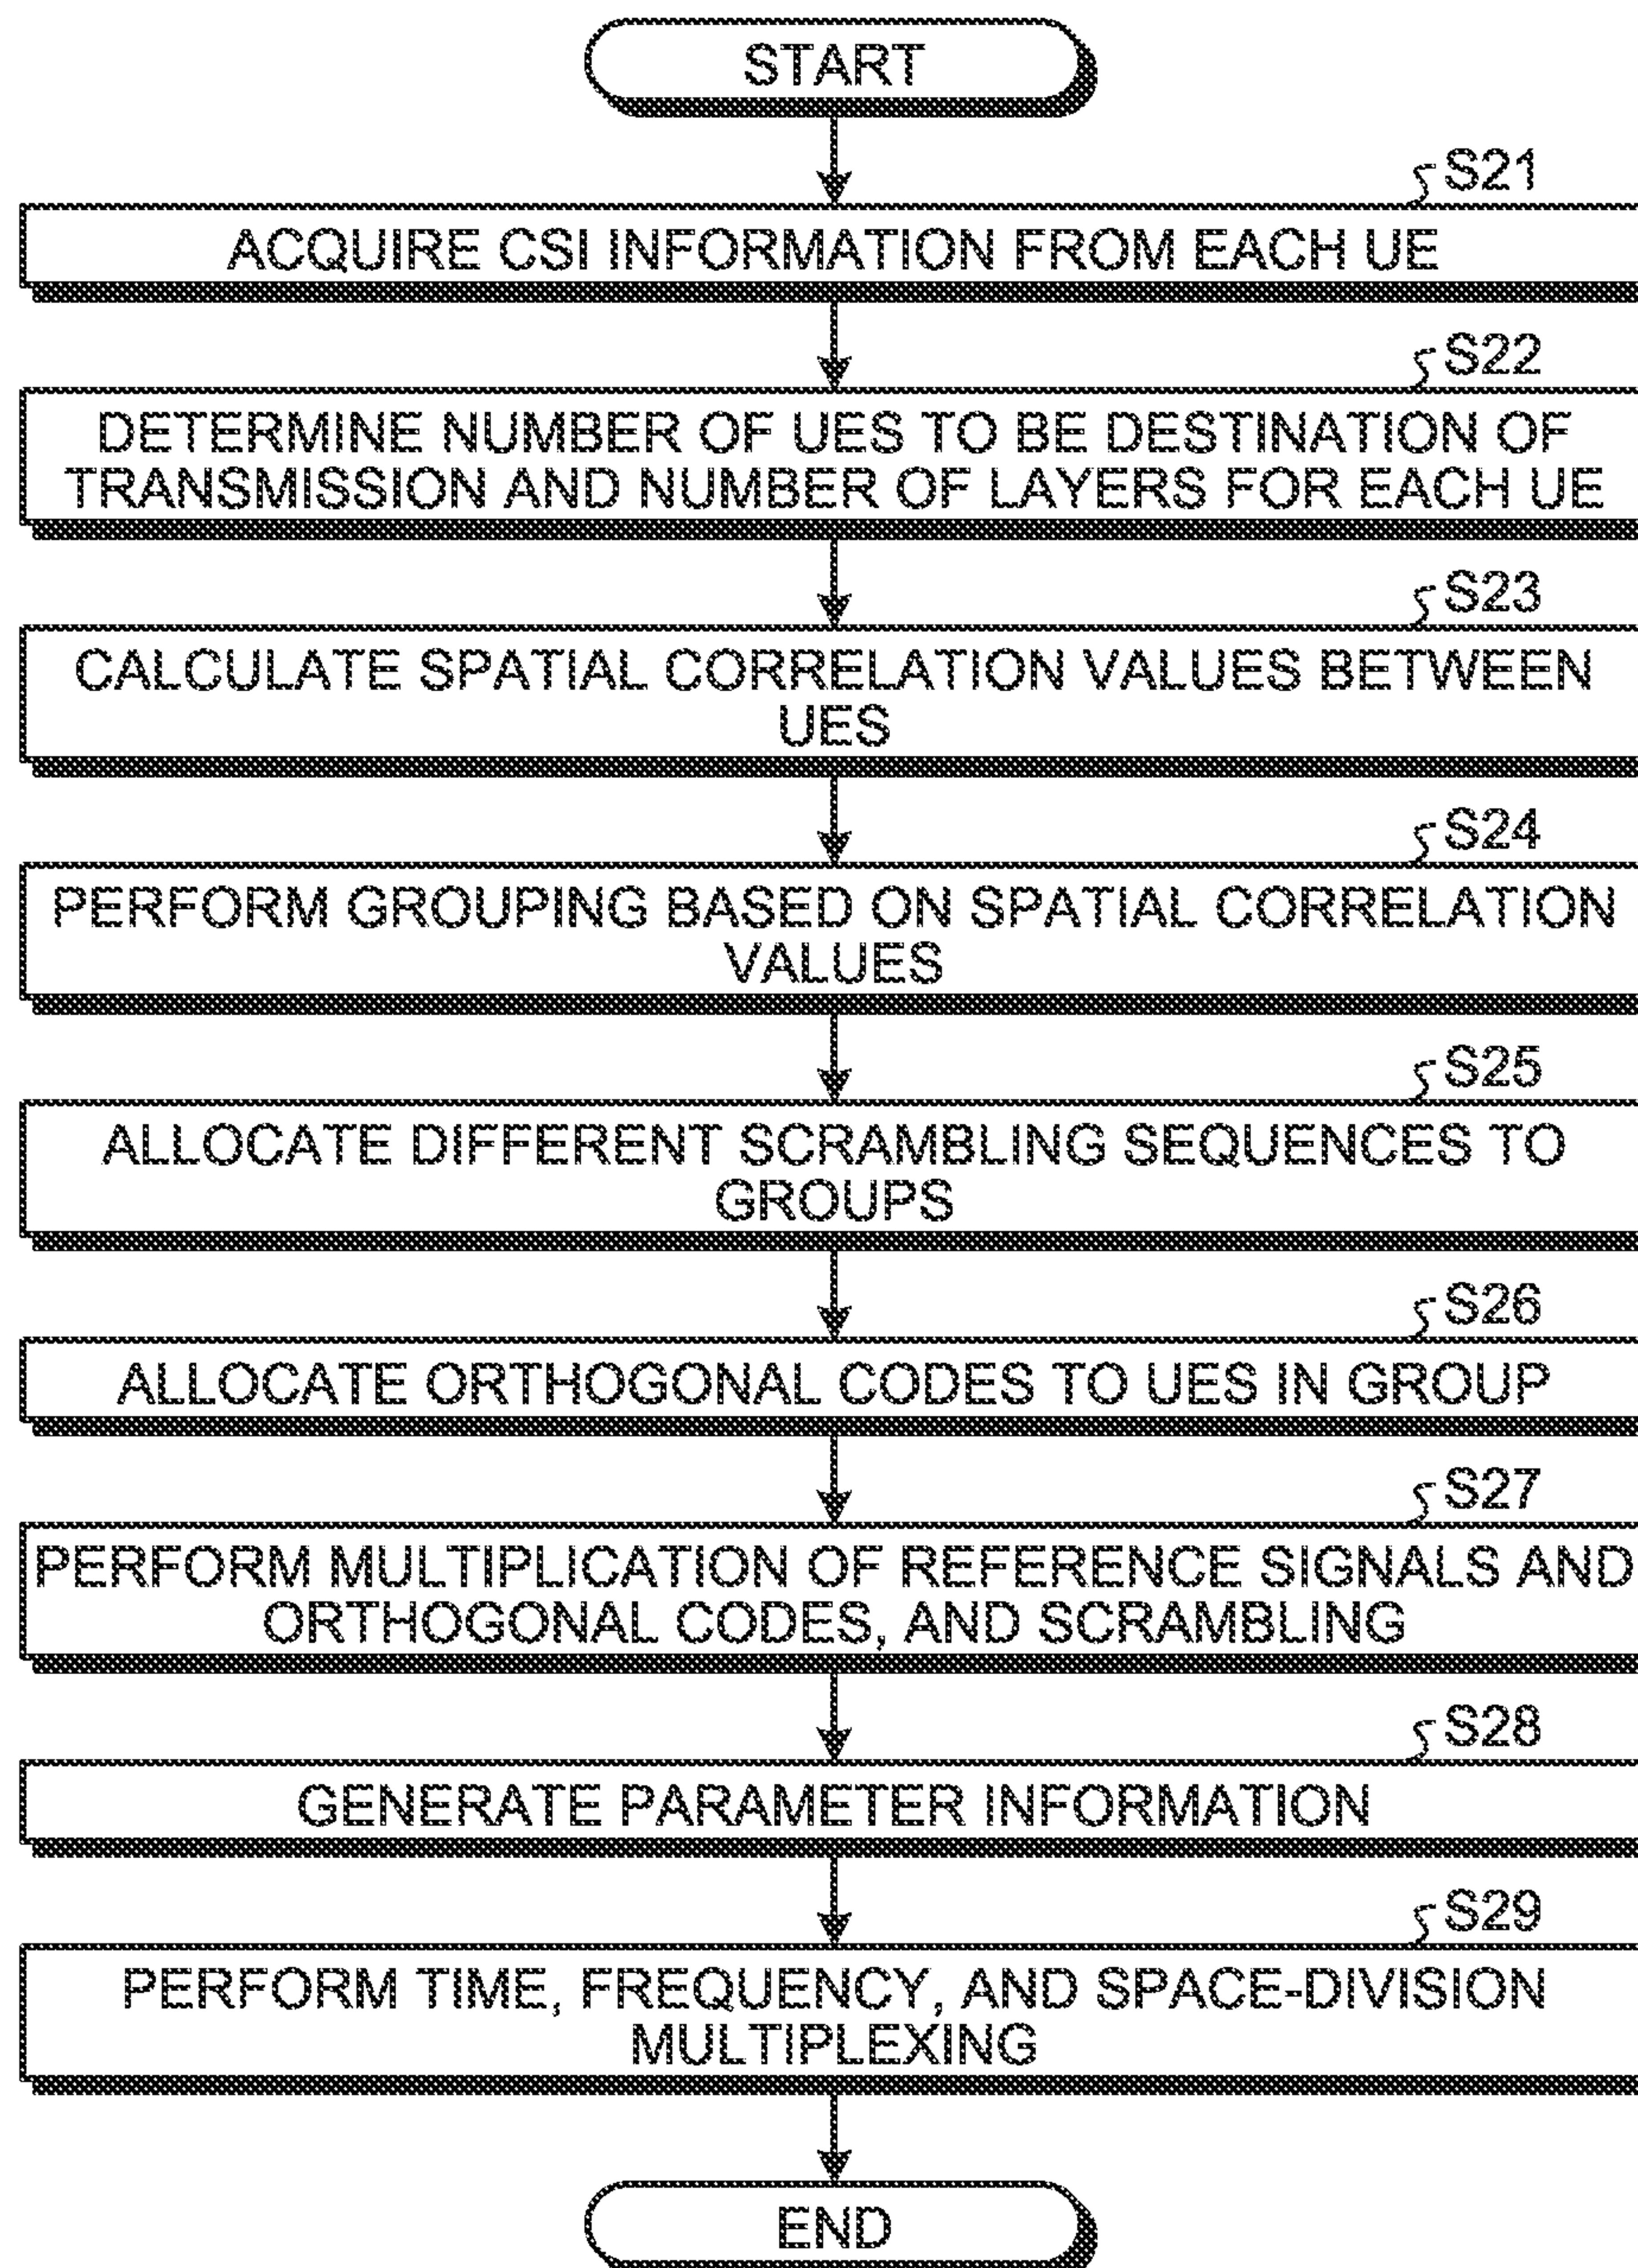 START
S21
ACQUIRE CSI INFORMATION FROM EACH UE
S22
DETERMINE NUMBER OF UES TO BE DESTINATION OF
TRANSMISSION AND NUMBER OF LAYERS FOR EACH UE
S23
CALCULATE SPATIAL CORRELATION VALUES BETWEEN
UES
S24
PERFORM GROUPING BASED ON SPATIAL CORRELATION
VALUES
S25
ALLOCATE DIFFERENT SCRAMBLING SEQUENCES TO
GROUPS
S26
ALLOCATE ORTHOGONAL CODES TO UES IN GROUP
S27
PERFORM MULTIPLICATION OF REFERENCE SIGNALS AND
ORTHOGONAL CODES, AND SCRAMBLING
S28
GENERATE PARAMETER INFORMATION
S29
PERFORM TIME, FREQUENCY, AND SPACE-DIVISION
MULTIPLEXING
END